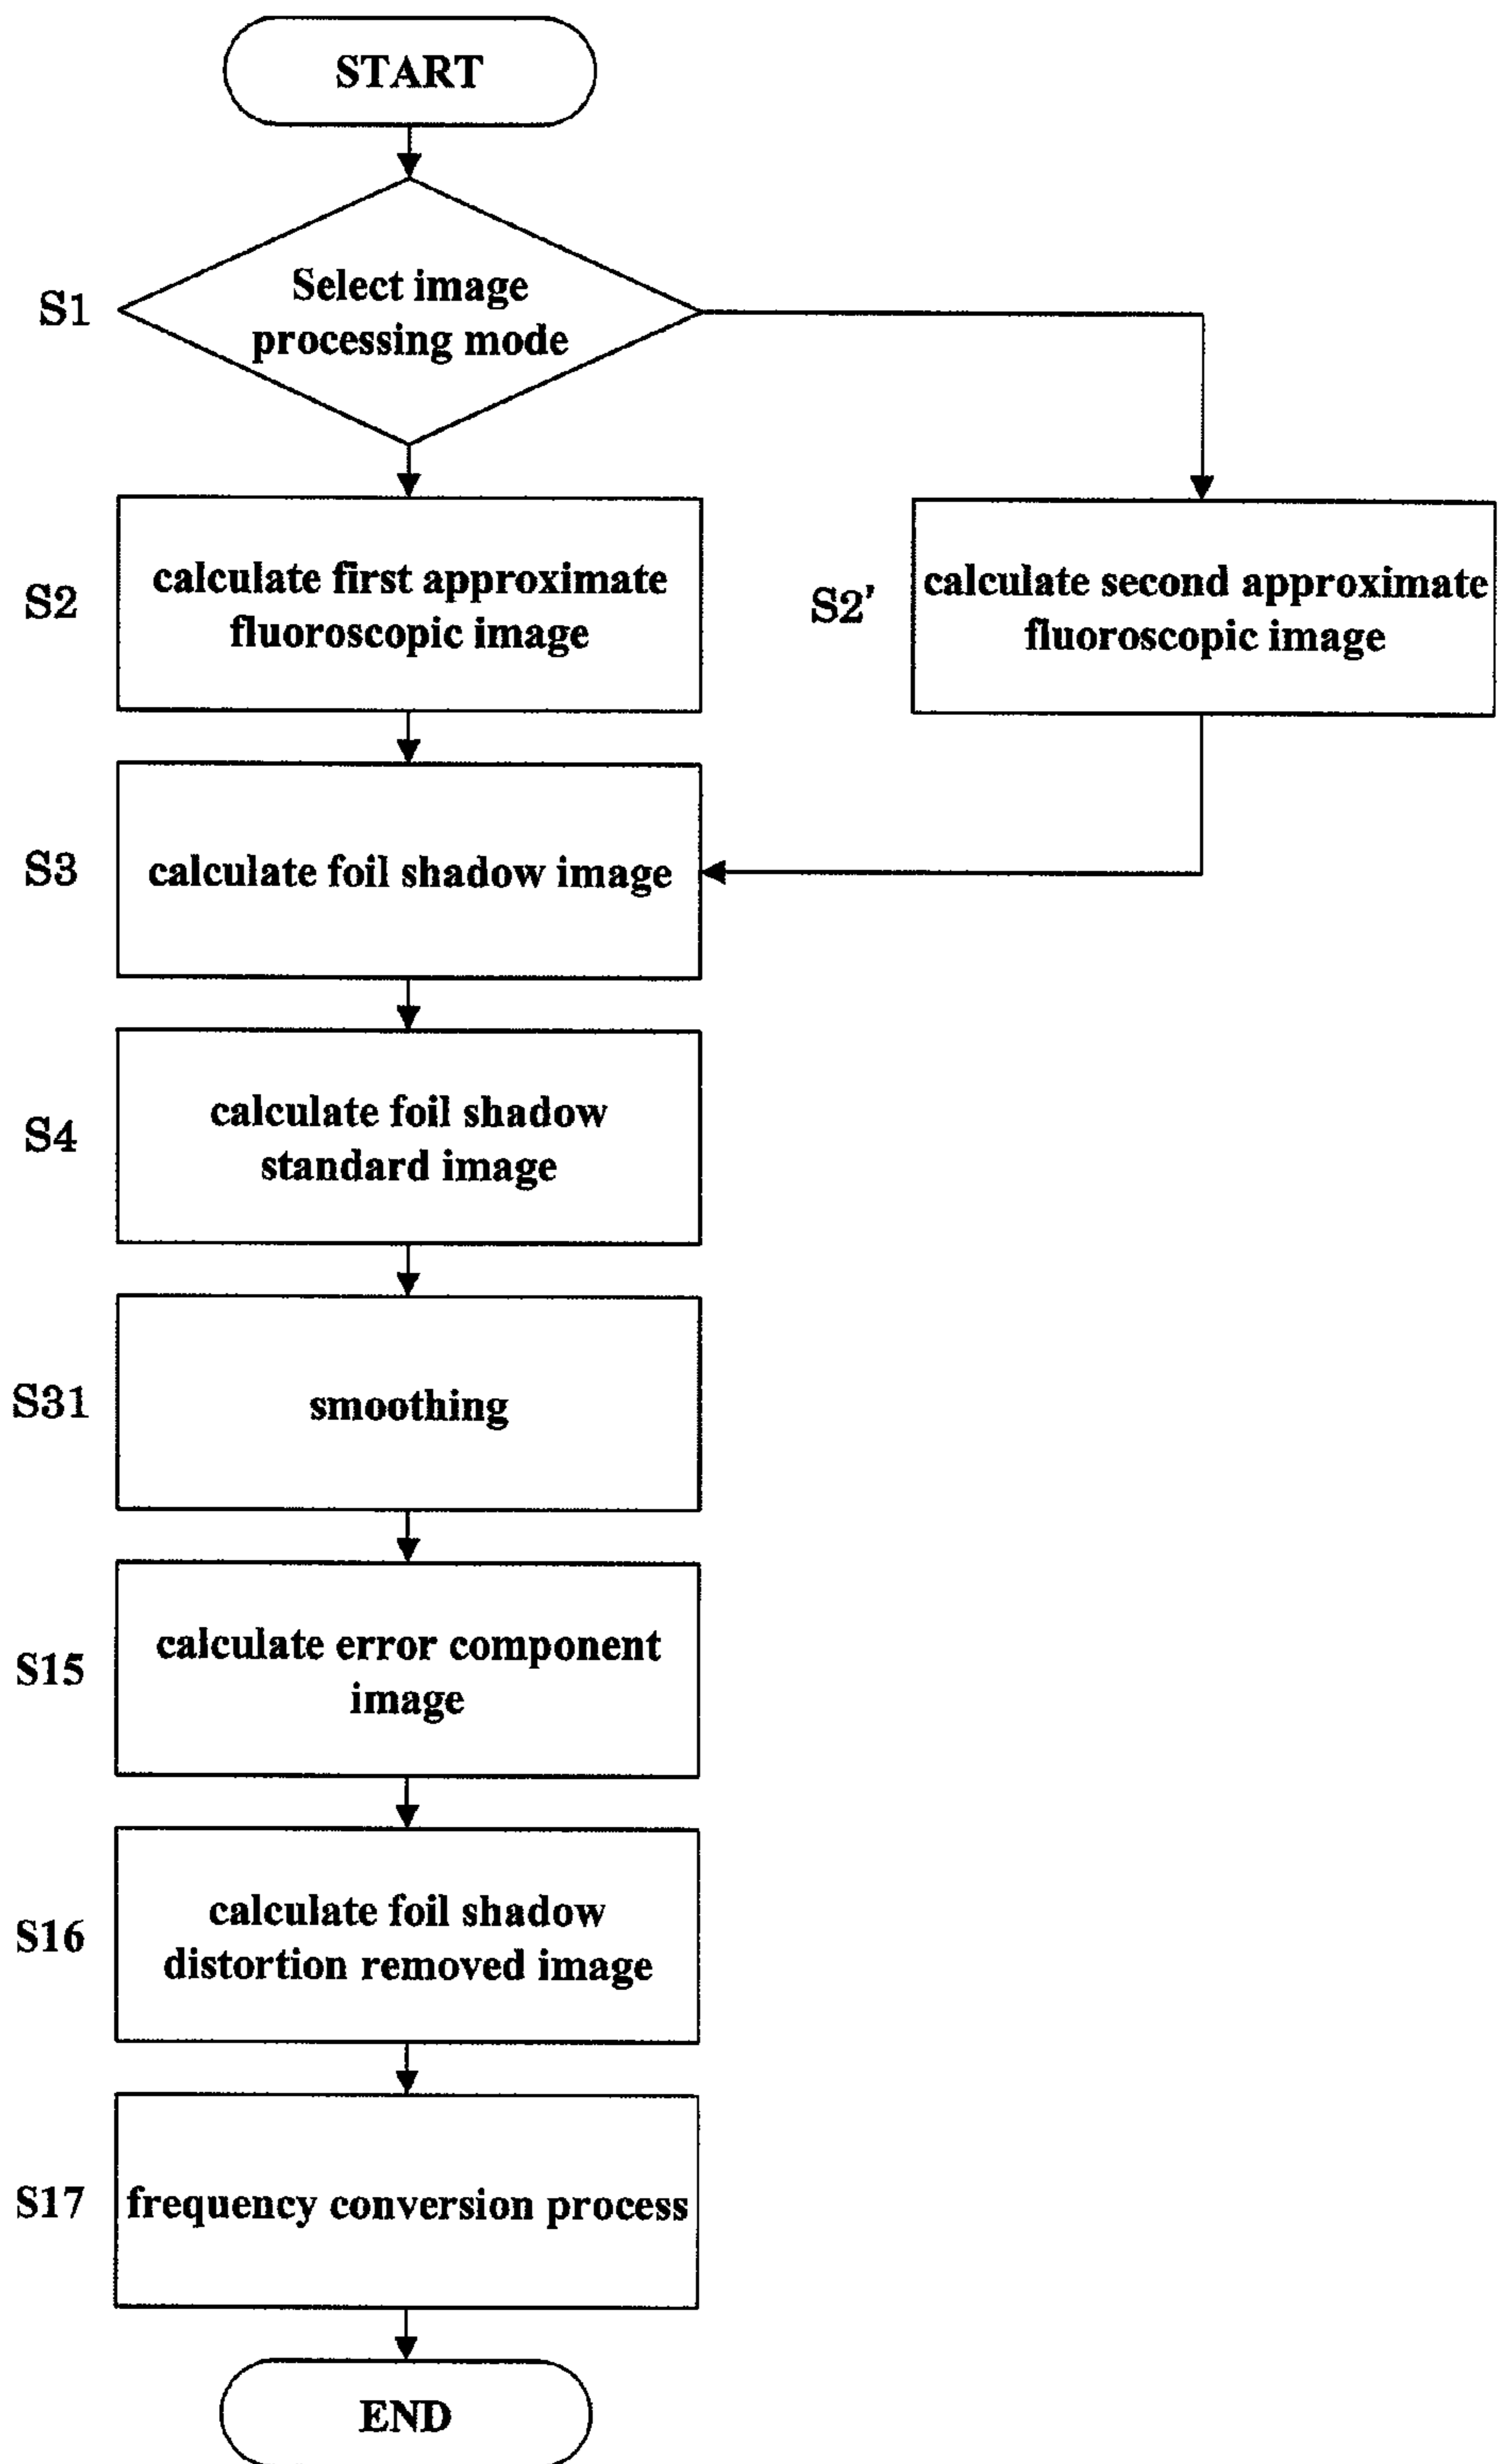 START
S1
Select image
processing mode
S2
calculate first approximate
fluoroscopic image
S2'
calculate second approximate
fluoroscopic image
S3
calculate foil shadow image
S4
calculate foil shadow
standard image
S31
smoothing
S15
calculate error component
image
S16
calculate foil shadow
distortion removed image
S17
frequency conversion process
END